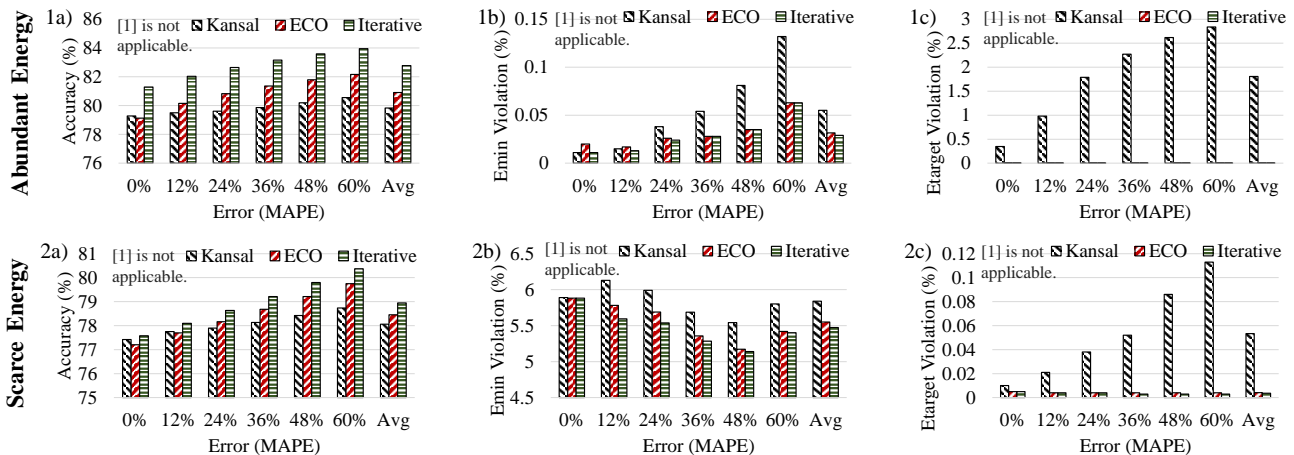 Abundant Energy
1a)
[1] is not applicable.
Kansal ECO Iterative
Accuracy (%)
86
84
82
80
78
76
0% 12% 24% 36% 48% 60% Avg
Error (MAPE)
1b)
[1] is not applicable.
Kansal ECO Iterative
Emin Violation (%)
0.15
0.1
0.05
0
0% 12% 24% 36% 48% 60% Avg
Error (MAPE)
1c)
[1] is not applicable.
Kansal ECO Iterative
Etarget Violation (%)
3
2.5
2
1.5
1
0.5
0
0% 12% 24% 36% 48% 60% Avg
Error (MAPE)
Scarce Energy
2a)
[1] is not applicable.
Kansal ECO Iterative
Accuracy (%)
81
80
79
78
77
76
75
0% 12% 24% 36% 48% 60% Avg
Error (MAPE)
2b)
[1] is not applicable.
Kansal ECO Iterative
Emin Violation (%)
6.5
6
5.5
5
4.5
0% 12% 24% 36% 48% 60% Avg
Error (MAPE)
2c)
[1] is not applicable.
Kansal ECO Iterative
Etarget Violation (%)
0.12
0.1
0.08
0.06
0.04
0.02
0
0% 12% 24% 36% 48% 60% Avg
Error (MAPE)